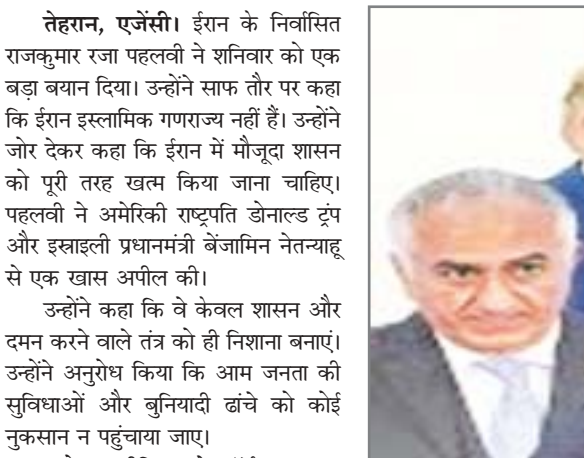 तेहरान, एजेंसी। ईरान के निर्वासित
राजकुमार रजा पहलवी ने शनिवार को एक
बड़ा बयान दिया। उन्होंने साफ तौर पर कहा
कि ईरान इस्लामिक गणराज्य नहीं हैं। उन्होंने
जोर देकर कहा कि ईरान में मौजूदा शासन
को पूरी तरह खत्म किया जाना चाहिए।
पहलवी ने अमेरिकी राष्ट्रपति डोनाल्ड ट्रंप
और इस्राइली प्रधानमंत्री बेंजामिन नेतन्याहू
से एक खास अपील की।
उन्होंने कहा कि वे केवल शासन और
दमन करने वाले तंत्र को ही निशाना बनाएं।
उन्होंने अनुरोध किया कि आम जनता की
सुविधाओं और बुनियादी ढांचे को कोई
नुकसान न पहुंचाया जाए।